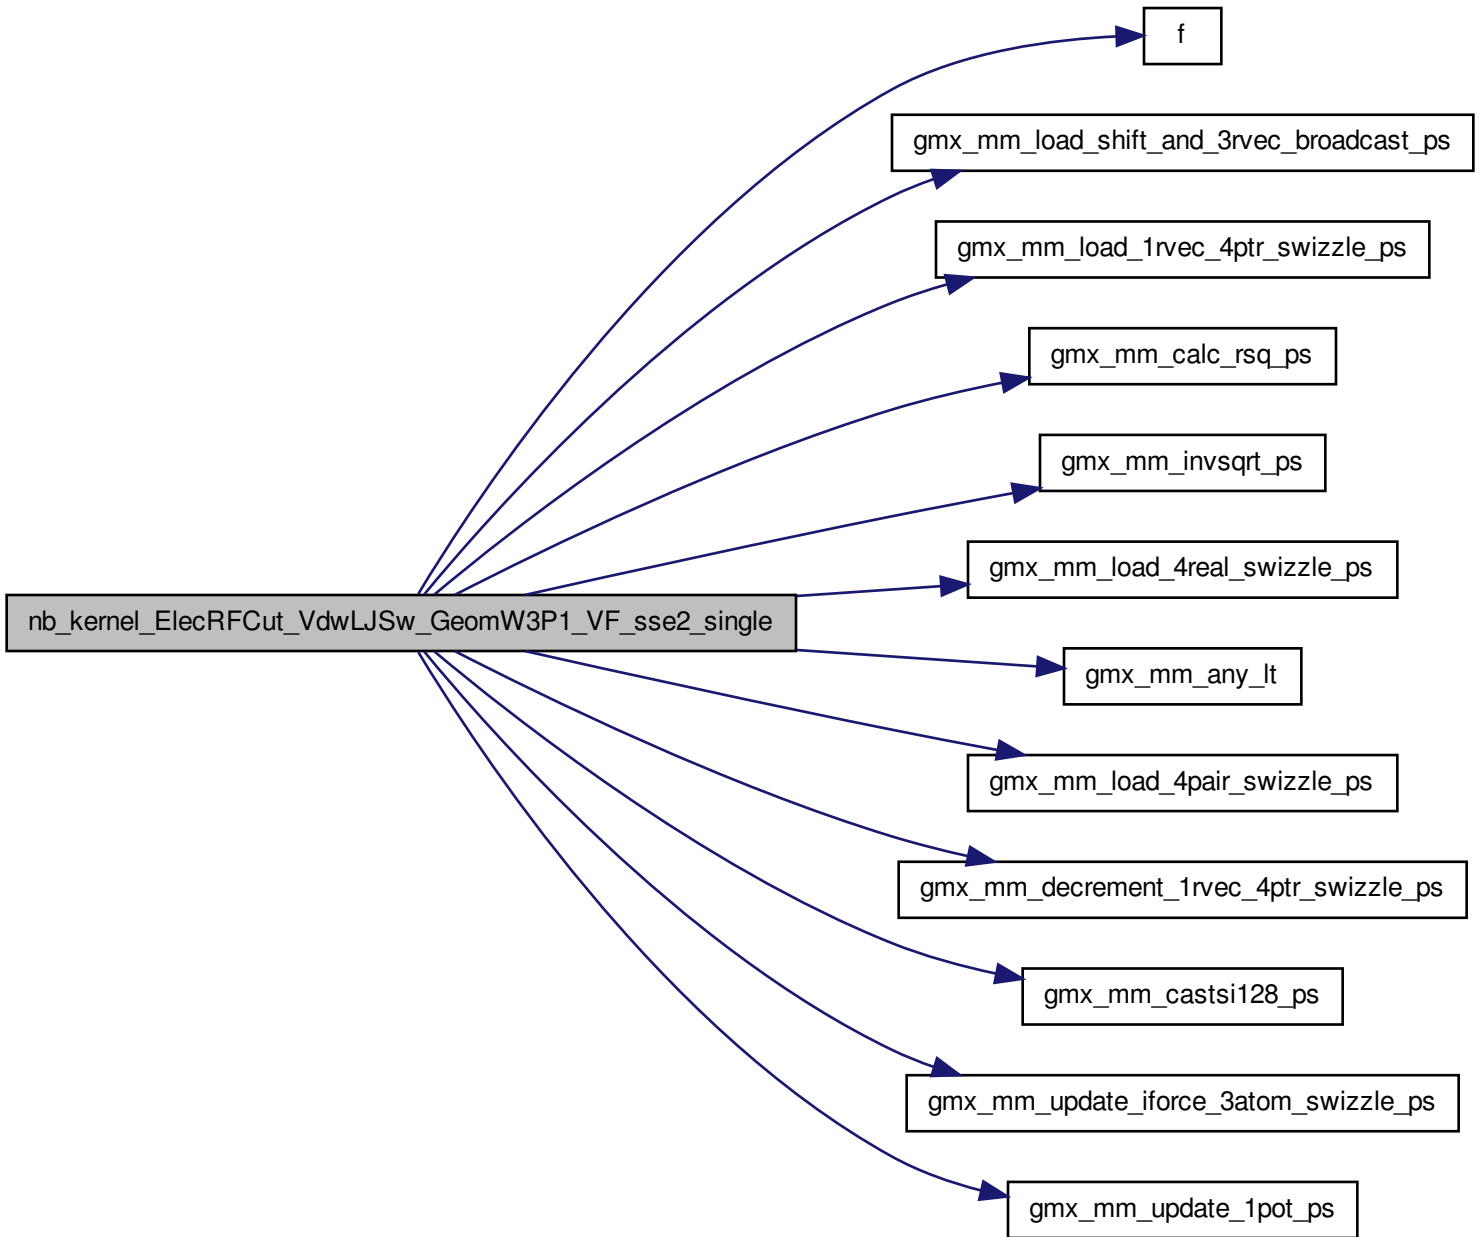 f
gmx_mm_load_shift_and_3rvec_broadcast_ps
gmx_mm_load_1rvec_4ptr_swizzle_ps
gmx_mm_calc_rsq_ps
gmx_mm_invsqrt_ps
gmx_mm_load_4real_swizzle_ps
nb_kernel_ElecRFCut_VdwLJSw_GeomW3P1_VF_sse2_single
gmx_mm_any_lt
gmx_mm_load_4pair_swizzle_ps
gmx_mm_decrement_1rvec_4ptr_swizzle_ps
gmx_mm_castsi128_ps
gmx_mm_update_iforce_3atom_swizzle_ps
gmx_mm_update_1pot_ps